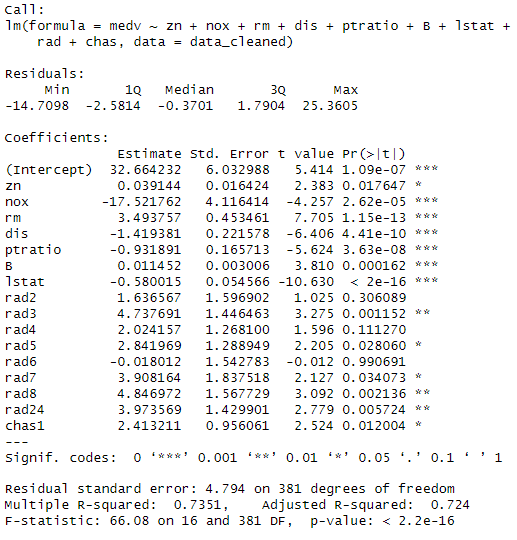 Call:
lm(formula = medv ~ zn + nox + rm + dis + ptratio + B + lstat +
    rad + chas, data = data_cleaned)
Residuals:
     Min       1Q   Median       3Q      Max
-14.7098  -2.5814  -0.3701   1.7904  25.3605
Coefficients:
              Estimate Std. Error t value Pr(>|t|)
(Intercept)  32.664232   6.032988   5.414 1.09e-07 ***
zn            0.039144   0.016424   2.383 0.017647 *
nox         -17.521762   4.116414  -4.257 2.62e-05 ***
rm            3.493757   0.453461   7.705 1.15e-13 ***
dis          -1.419381   0.221578  -6.406 4.41e-10 ***
ptratio      -0.931891   0.165713  -5.624 3.63e-08 ***
B             0.011452   0.003006   3.810 0.000162 ***
lstat        -0.580015   0.054566 -10.630  < 2e-16 ***
rad2          1.636567   1.596902   1.025 0.306089
rad3          4.737691   1.446463   3.275 0.001152 **
rad4          2.024157   1.268100   1.596 0.111270
rad5          2.841969   1.288949   2.205 0.028060 *
rad6         -0.018012   1.542783  -0.012 0.990691
rad7          3.908164   1.837518   2.127 0.034073 *
rad8          4.846972   1.567729   3.092 0.002136 **
rad24         3.973569   1.429901   2.779 0.005724 **
chas1         2.413211   0.956061   2.524 0.012004 *
---
Signif. codes:  0 ‘***’ 0.001 ‘**’ 0.01 ‘*’ 0.05 ‘.’ 0.1 ‘ ’ 1
Residual standard error: 4.794 on 381 degrees of freedom
Multiple R-squared:  0.7351,    Adjusted R-squared:  0.724
F-statistic: 66.08 on 16 and 381 DF,  p-value: < 2.2e-16